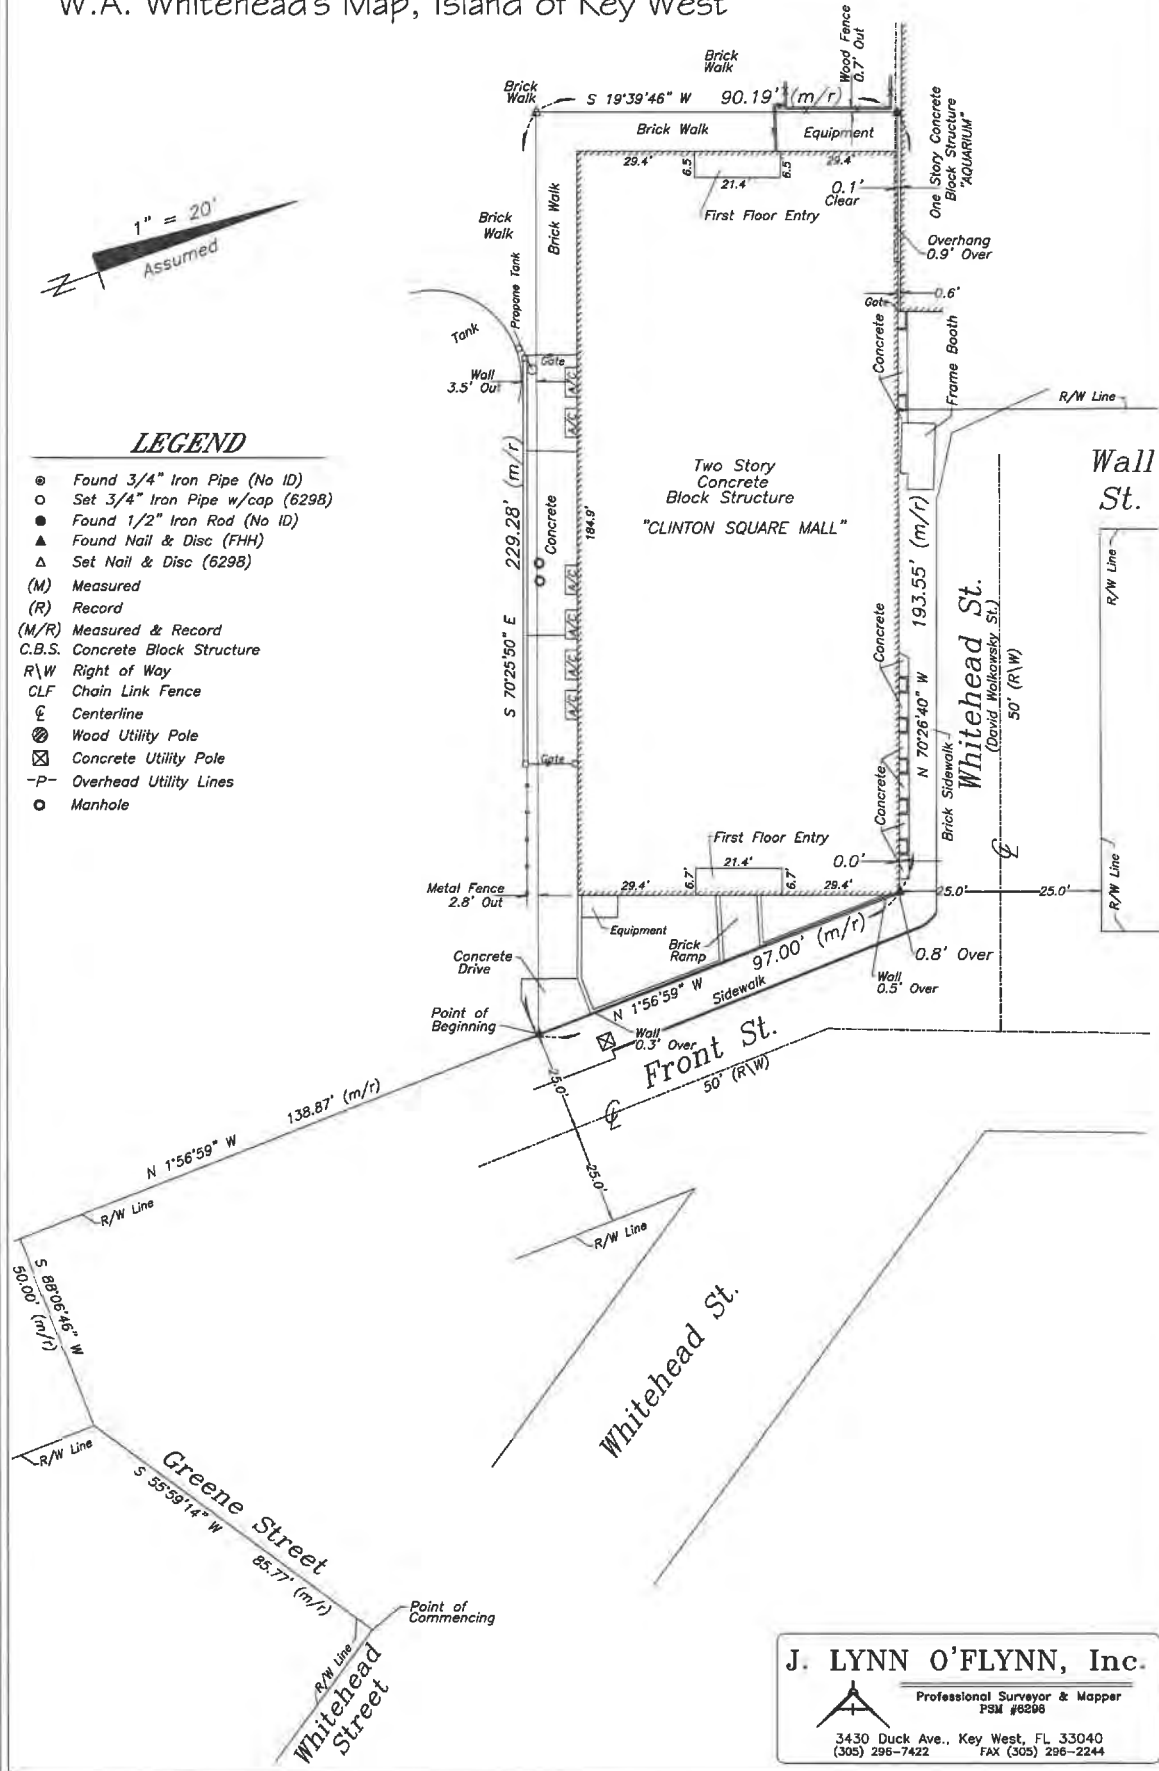 W.A. Whitehead's Map, Island of Key West
Wood Fence
0.7' Out
Brick
Walk
Brick
Walk
S 19°39'46" W 90.19' (m/r)
Brick Walk
Equipment
One Story Concrete
Block Structure
"AQUARIUM"
29.4'
6.5
21.4'
6.5
29.4'
First Floor Entry
0.1'
Clear
Overhang
0.9' Over
0.6'
Gate
1" = 20'
Assumed
N
Brick
Walk
Brick Walk
Propane Tank
Tank
Wall
3.5' Out
Gate
A/C
A/C
Concrete
Frame Booth
R/W Line
Wall
St.
R/W Line
LEGEND
Found 3/4" Iron Pipe (No ID)
Set 3/4" Iron Pipe w/cap (6298)
Found 1/2" Iron Rod (No ID)
Found Nail & Disc (FHH)
Set Nail & Disc (6298)
(M) Measured
(R) Record
(M/R) Measured & Record
C.B.S. Concrete Block Structure
R\W Right of Way
CLF Chain Link Fence
℄ Centerline
Wood Utility Pole
Concrete Utility Pole
-P- Overhead Utility Lines
Manhole
S 70°25'50" E 229.28' (m/r)
Concrete
184.9'
Two Story
Concrete
Block Structure
"CLINTON SQUARE MALL"
A/C
A/C
A/C
A/C
Gate
Concrete
Concrete
N 70°26'40" W 193.55' (m/r)
Brick Sidewalk
Whitehead St.
(David Wolkowsky St.)
50' (R\W)
℄
First Floor Entry
21.4'
29.4'
6.7'
6.7'
29.4'
0.0'
25.0'
25.0'
R/W Line
Metal Fence
2.8' Out
Equipment
Brick
Ramp
Concrete
Drive
Point of
Beginning
N 1°56'59" W 97.00' (m/r)
Sidewalk
0.8' Over
Wall
0.5' Over
Wall
0.3' Over
Front St.
50' (R\W)
℄
25.0'
25.0'
R/W Line
N 1°56'59" W 138.87' (m/r)
R/W Line
S 88°06'46" W
50.00' (m/r)
R/W Line
Greene Street
S 55°59'14" W 85.77' (m/r)
Point of
Commencing
R/W Line
Whitehead
Street
Whitehead St.
J. LYNN O'FLYNN, Inc.
Professional Surveyor & Mapper
PSM #6298
3430 Duck Ave., Key West, FL 33040
(305) 296-7422 FAX (305) 296-2244